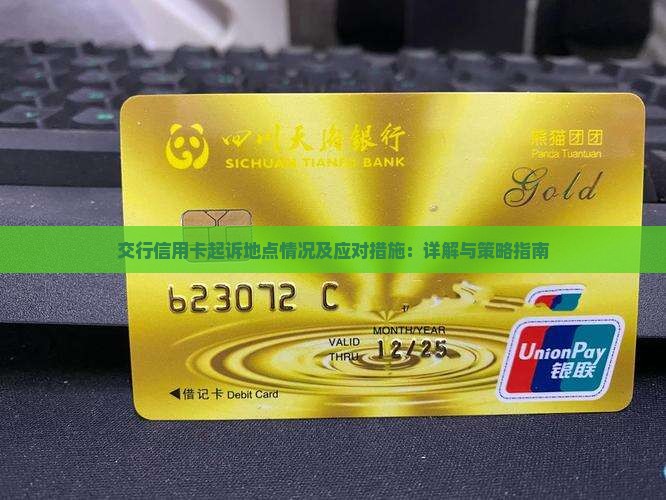 四川天府银行
SICHUAN TIANFU BANK
熊猫团团
Panda Tuantuan
Gold
交行信用卡起诉地点情况及应对措施：详解与策略指南
623072 C
MONTH/YEAR
VALID THRU 12/25
UnionPay
银联
借记卡 Debit Card